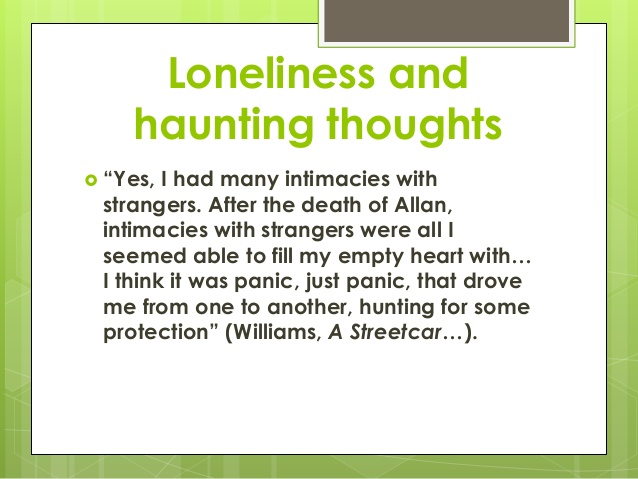 Loneliness and
haunting thoughts
“Yes, I had many intimacies with
strangers. After the death of Allan,
intimacies with strangers were all I
seemed able to fill my empty heart with…
I think it was panic, just panic, that drove
me from one to another, hunting for some
protection” (Williams, A Streetcar…).